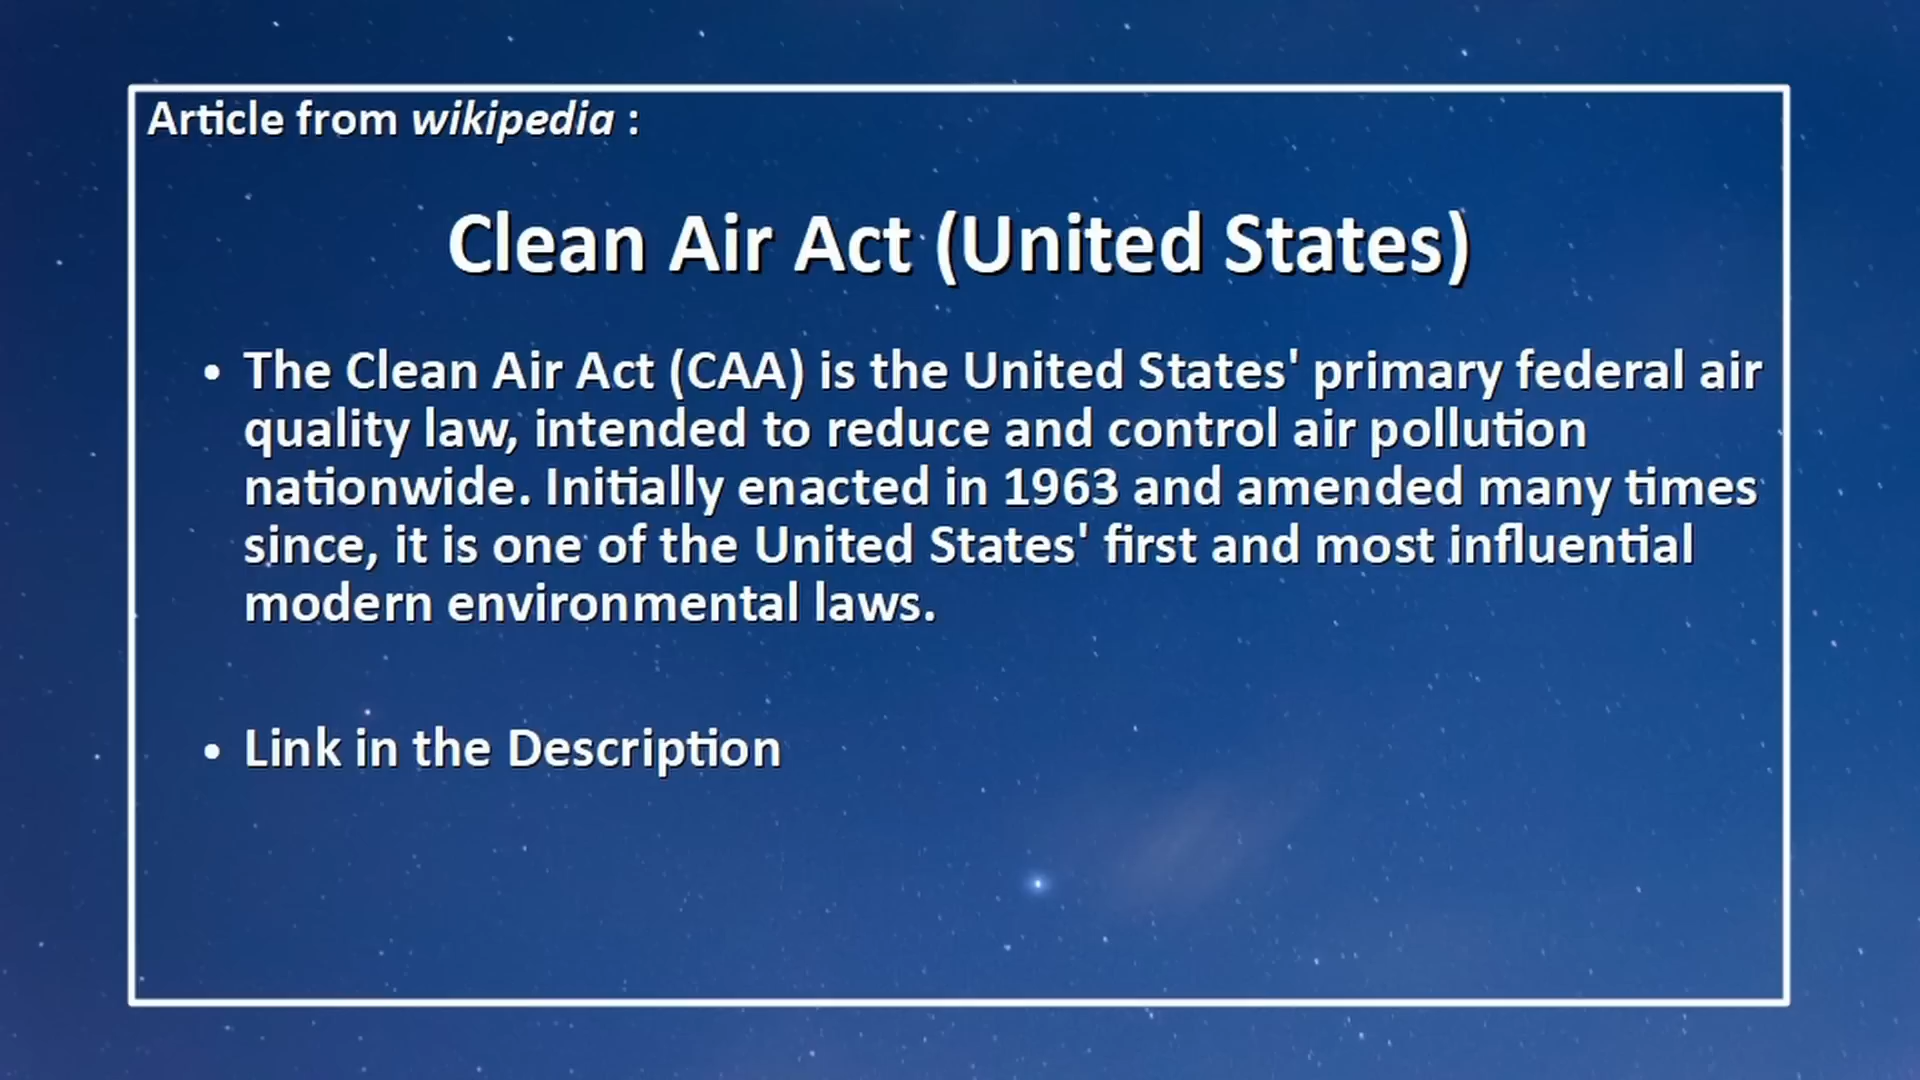 Article from wikipedia :
Clean Air Act (United States)
• The Clean Air Act (CAA) is the United States' primary federal air
quality law, intended to reduce and control air pollution
nationwide. Initially enacted in 1963 and amended many times
since, it is one of the United States' first and most influential
modern environmental laws.
• Link in the Description